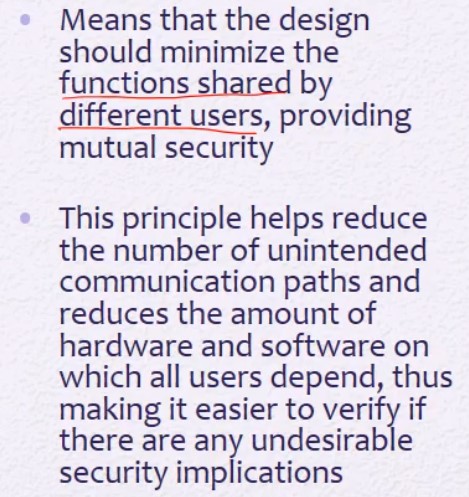 • Means that the design
should minimize the
functions shared by
different users, providing
mutual security
• This principle helps reduce
the number of unintended
communication paths and
reduces the amount of
hardware and software on
which all users depend, thus
making it easier to verify if
there are any undesirable
security implications